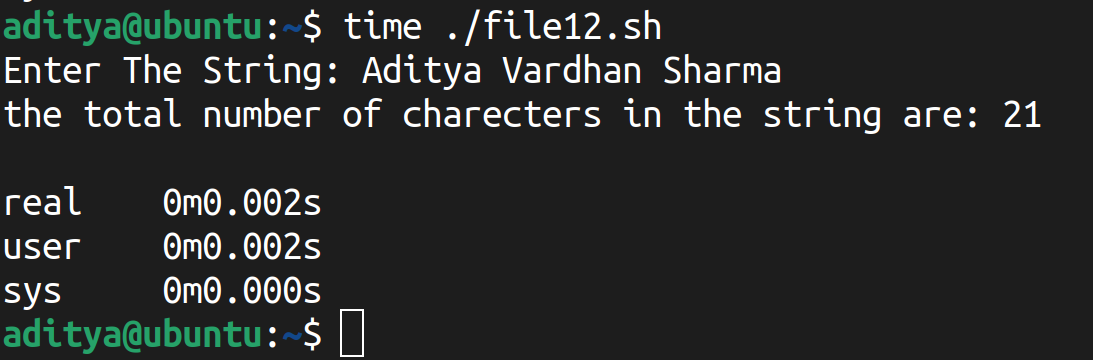 aditya@ubuntu:~$ time ./file12.sh
Enter The String: Aditya Vardhan Sharma
the total number of charecters in the string are: 21

real    0m0.002s
user    0m0.002s
sys     0m0.000s
aditya@ubuntu:~$